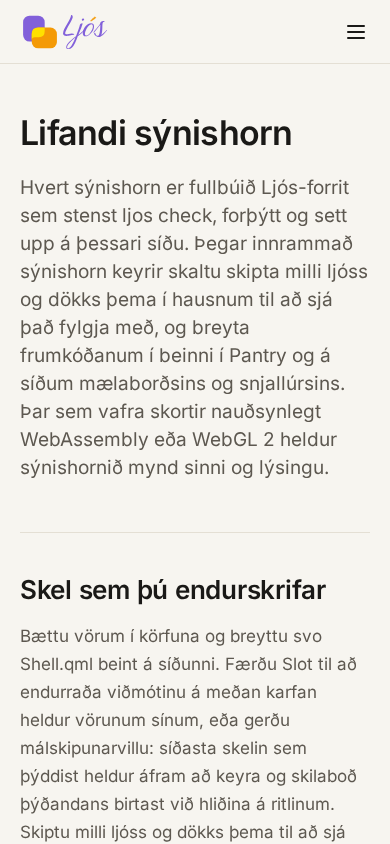 Ljós
Lifandi sýnishorn
Hvert sýnishorn er fullbúið Ljós-forrit
sem stenst ljos check, forþýtt og sett
upp á þessari síðu. Þegar innrammað
sýnishorn keyrir skaltu skipta milli ljóss
og dökks þema í hausnum til að sjá
það fylgja með, og breyta
frumkóðanum í beinni í Pantry og á
síðum mælaborðsins og snjallúrsins.
Þar sem vafra skortir nauðsynlegt
WebAssembly eða WebGL 2 heldur
sýnishornið mynd sinni og lýsingu.
Skel sem þú endurskrifar
Bættu vörum í körfuna og breyttu svo
Shell.qml beint á síðunni. Færðu Slot til að
endurraða viðmótinu á meðan karfan
heldur vörunum sínum, eða gerðu
málskipunarvillu: síðasta skelin sem
þýddist heldur áfram að keyra og skilaboð
þýðandans birtast við hliðina á ritlinum.
Skiptu milli ljóss og dökks þema til að sjá